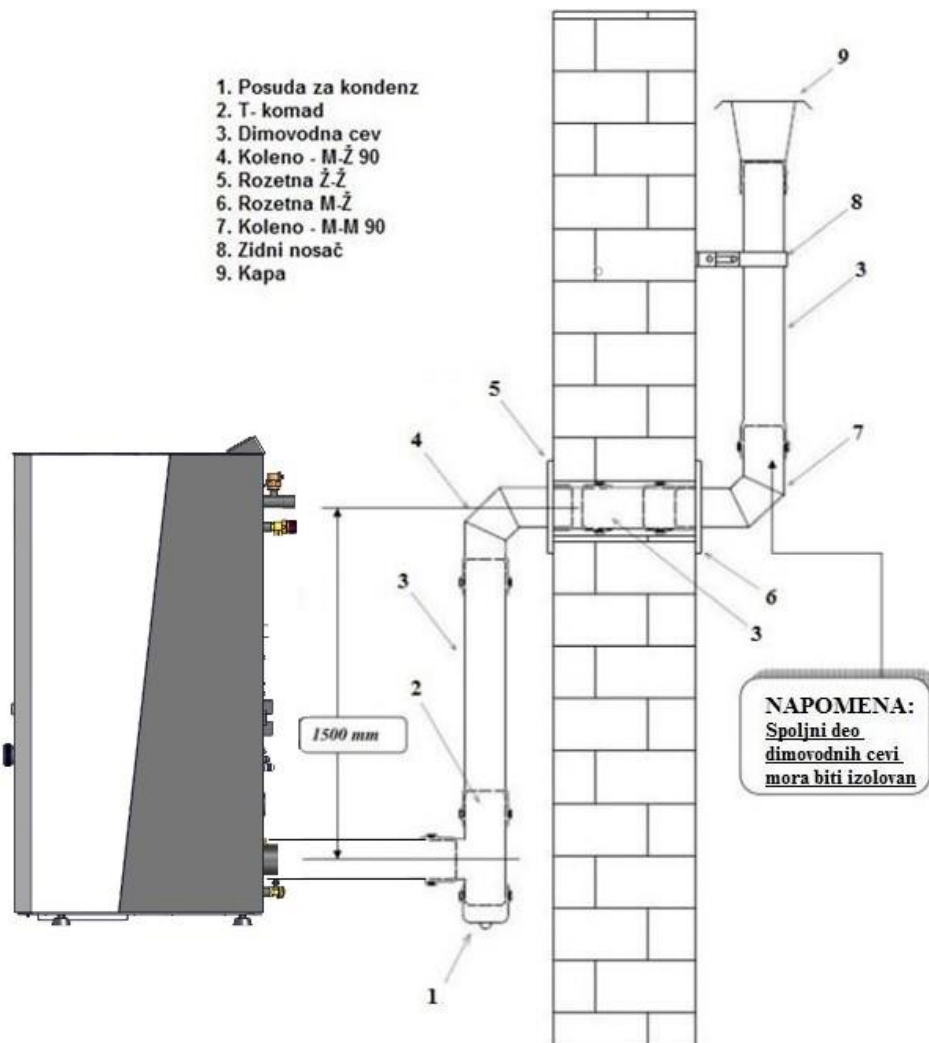 1. Posuda za kondenz
2. T- komad
3. Dimovodna cev
4. Koleno - M-Ž 90
5. Rozetna Ž-Ž
6. Rozetna M-Ž
7. Koleno - M-M 90
8. Zidni nosač
9. Kapa
9
8
3
5
4
7
3
6
3
2
1500 mm
NAPOMENA:
Spoljni deo
dimovodnih cevi
mora biti izolovan
1